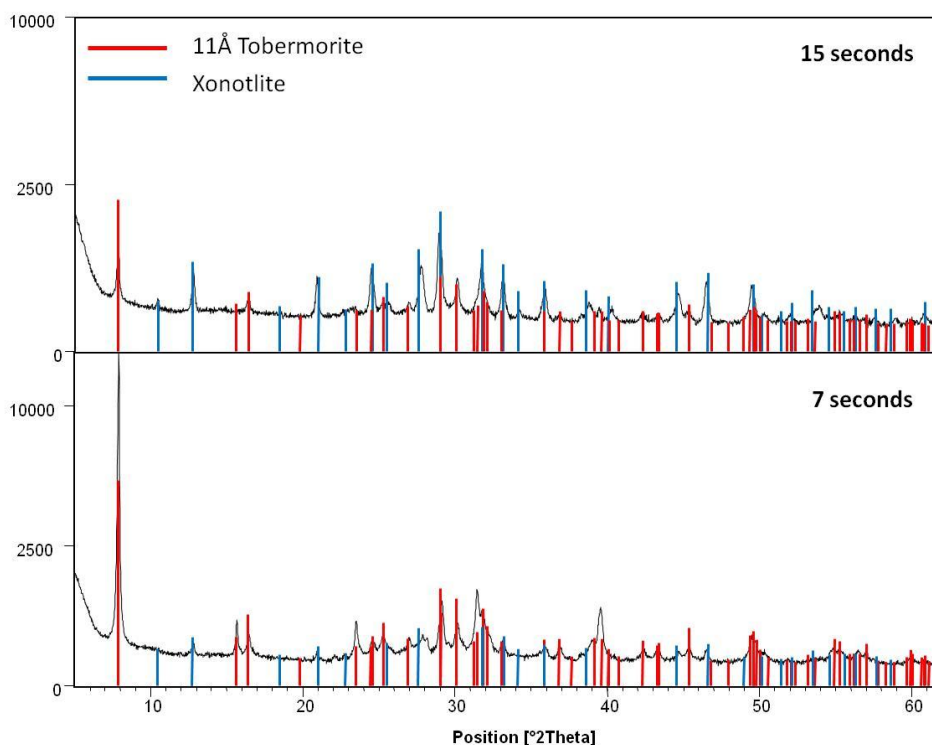 10000
11Å Tobermorite
15 seconds
Xonotlite
2500
0
10000
7 seconds
2500
0
10 20 30 40 50 60
Position [°2Theta]